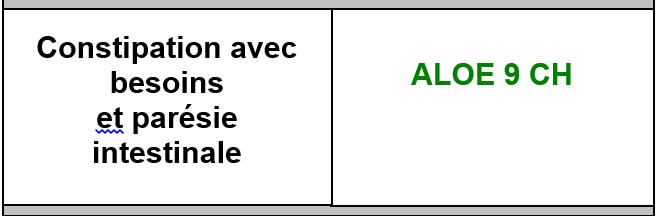 Constipation avec
besoins
et parésie
intestinale
ALOE 9 CH